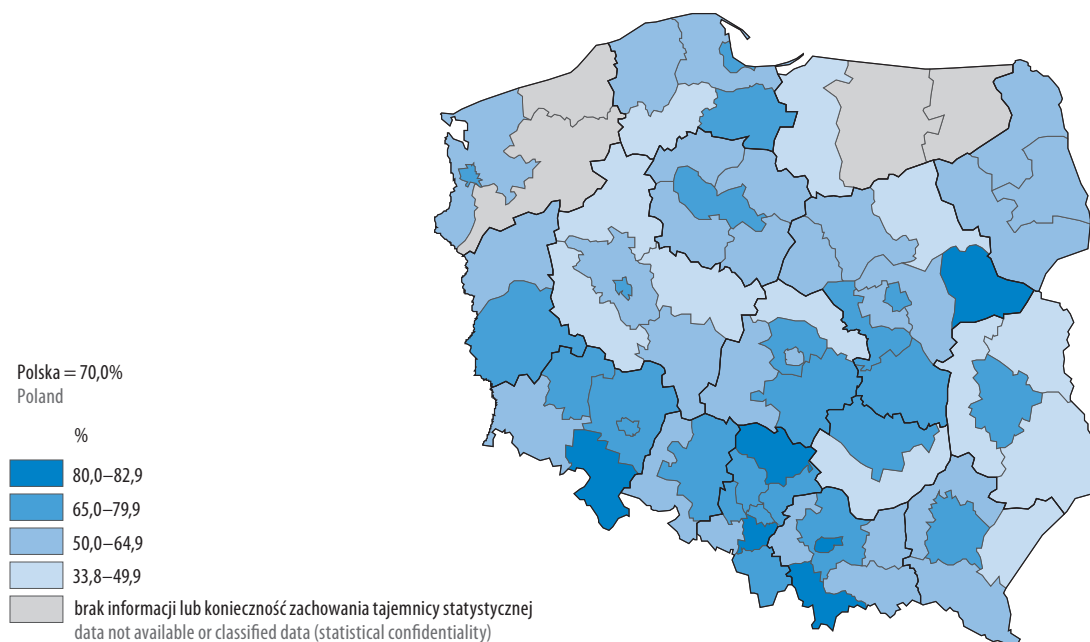 Polska = 70,0%
Poland
%
80,0–82,9
65,0–79,9
50,0–64,9
33,8–49,9
brak informacji lub konieczność zachowania tajemnicy statystycznej
data not available or classified data (statistical confidentiality)